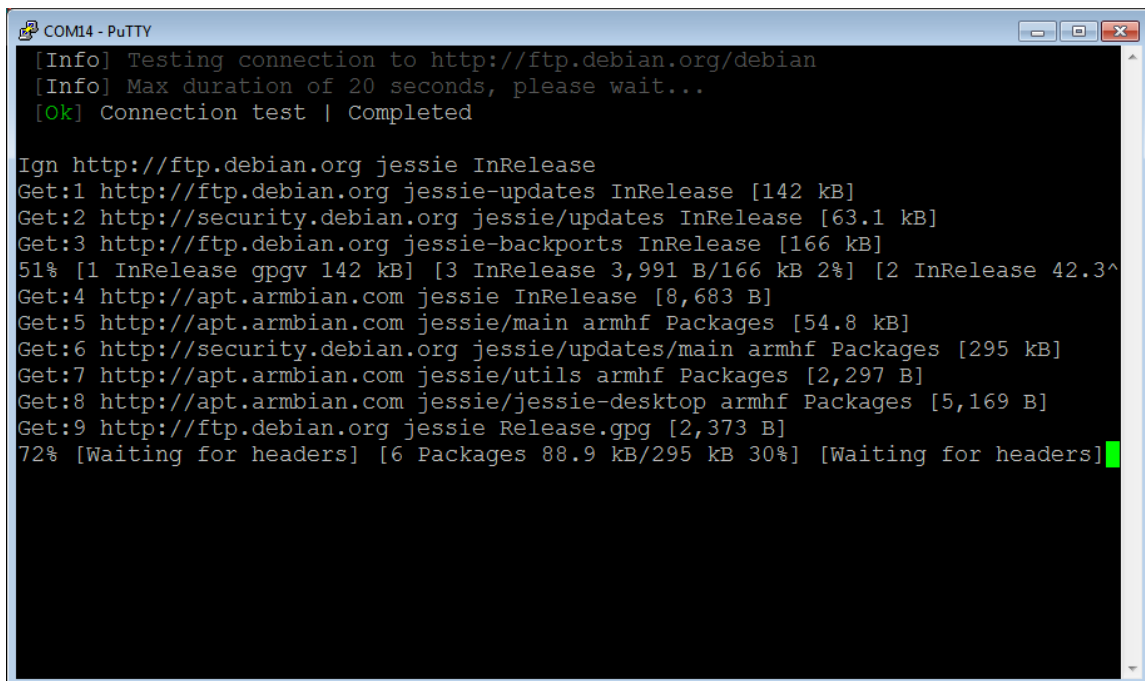 COM14 - PuTTY
[Info] Testing connection to http://ftp.debian.org/debian
[Info] Max duration of 20 seconds, please wait...
[Ok] Connection test | Completed
Ign http://ftp.debian.org jessie InRelease
Get:1 http://ftp.debian.org jessie-updates InRelease [142 kB]
Get:2 http://security.debian.org jessie/updates InRelease [63.1 kB]
Get:3 http://ftp.debian.org jessie-backports InRelease [166 kB]
51% [1 InRelease gpgv 142 kB] [3 InRelease 3,991 B/166 kB 2%] [2 InRelease 42.3^
Get:4 http://apt.armbian.com jessie InRelease [8,683 B]
Get:5 http://apt.armbian.com jessie/main armhf Packages [54.8 kB]
Get:6 http://security.debian.org jessie/updates/main armhf Packages [295 kB]
Get:7 http://apt.armbian.com jessie/utils armhf Packages [2,297 B]
Get:8 http://apt.armbian.com jessie/jessie-desktop armhf Packages [5,169 B]
Get:9 http://ftp.debian.org jessie Release.gpg [2,373 B]
72% [Waiting for headers] [6 Packages 88.9 kB/295 kB 30%] [Waiting for headers]